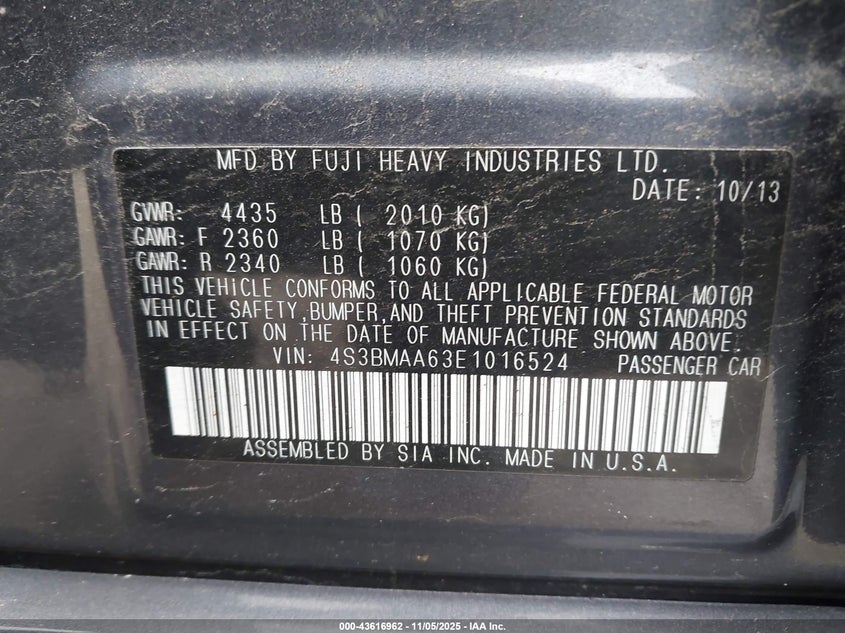 MFD BY FUJI HEAVY INDUSTRIES LTD.
DATE: 10/13
GVWR: 4435 LB ( 2010 KG)
GAWR: F 2360 LB ( 1070 KG)
GAWR: R 2340 LB ( 1060 KG)
THIS VEHICLE CONFORMS TO ALL APPLICABLE FEDERAL MOTOR
VEHICLE SAFETY,BUMPER,AND THEFT PREVENTION STANDARDS
IN EFFECT ON THE DATE OF MANUFACTURE SHOWN ABOVE.
VIN: 4S3BMAA63E1016524 PASSENGER CAR
ASSEMBLED BY SIA INC. MADE IN U.S.A.
000-43616962 - 11/05/2025 - IAA Inc.